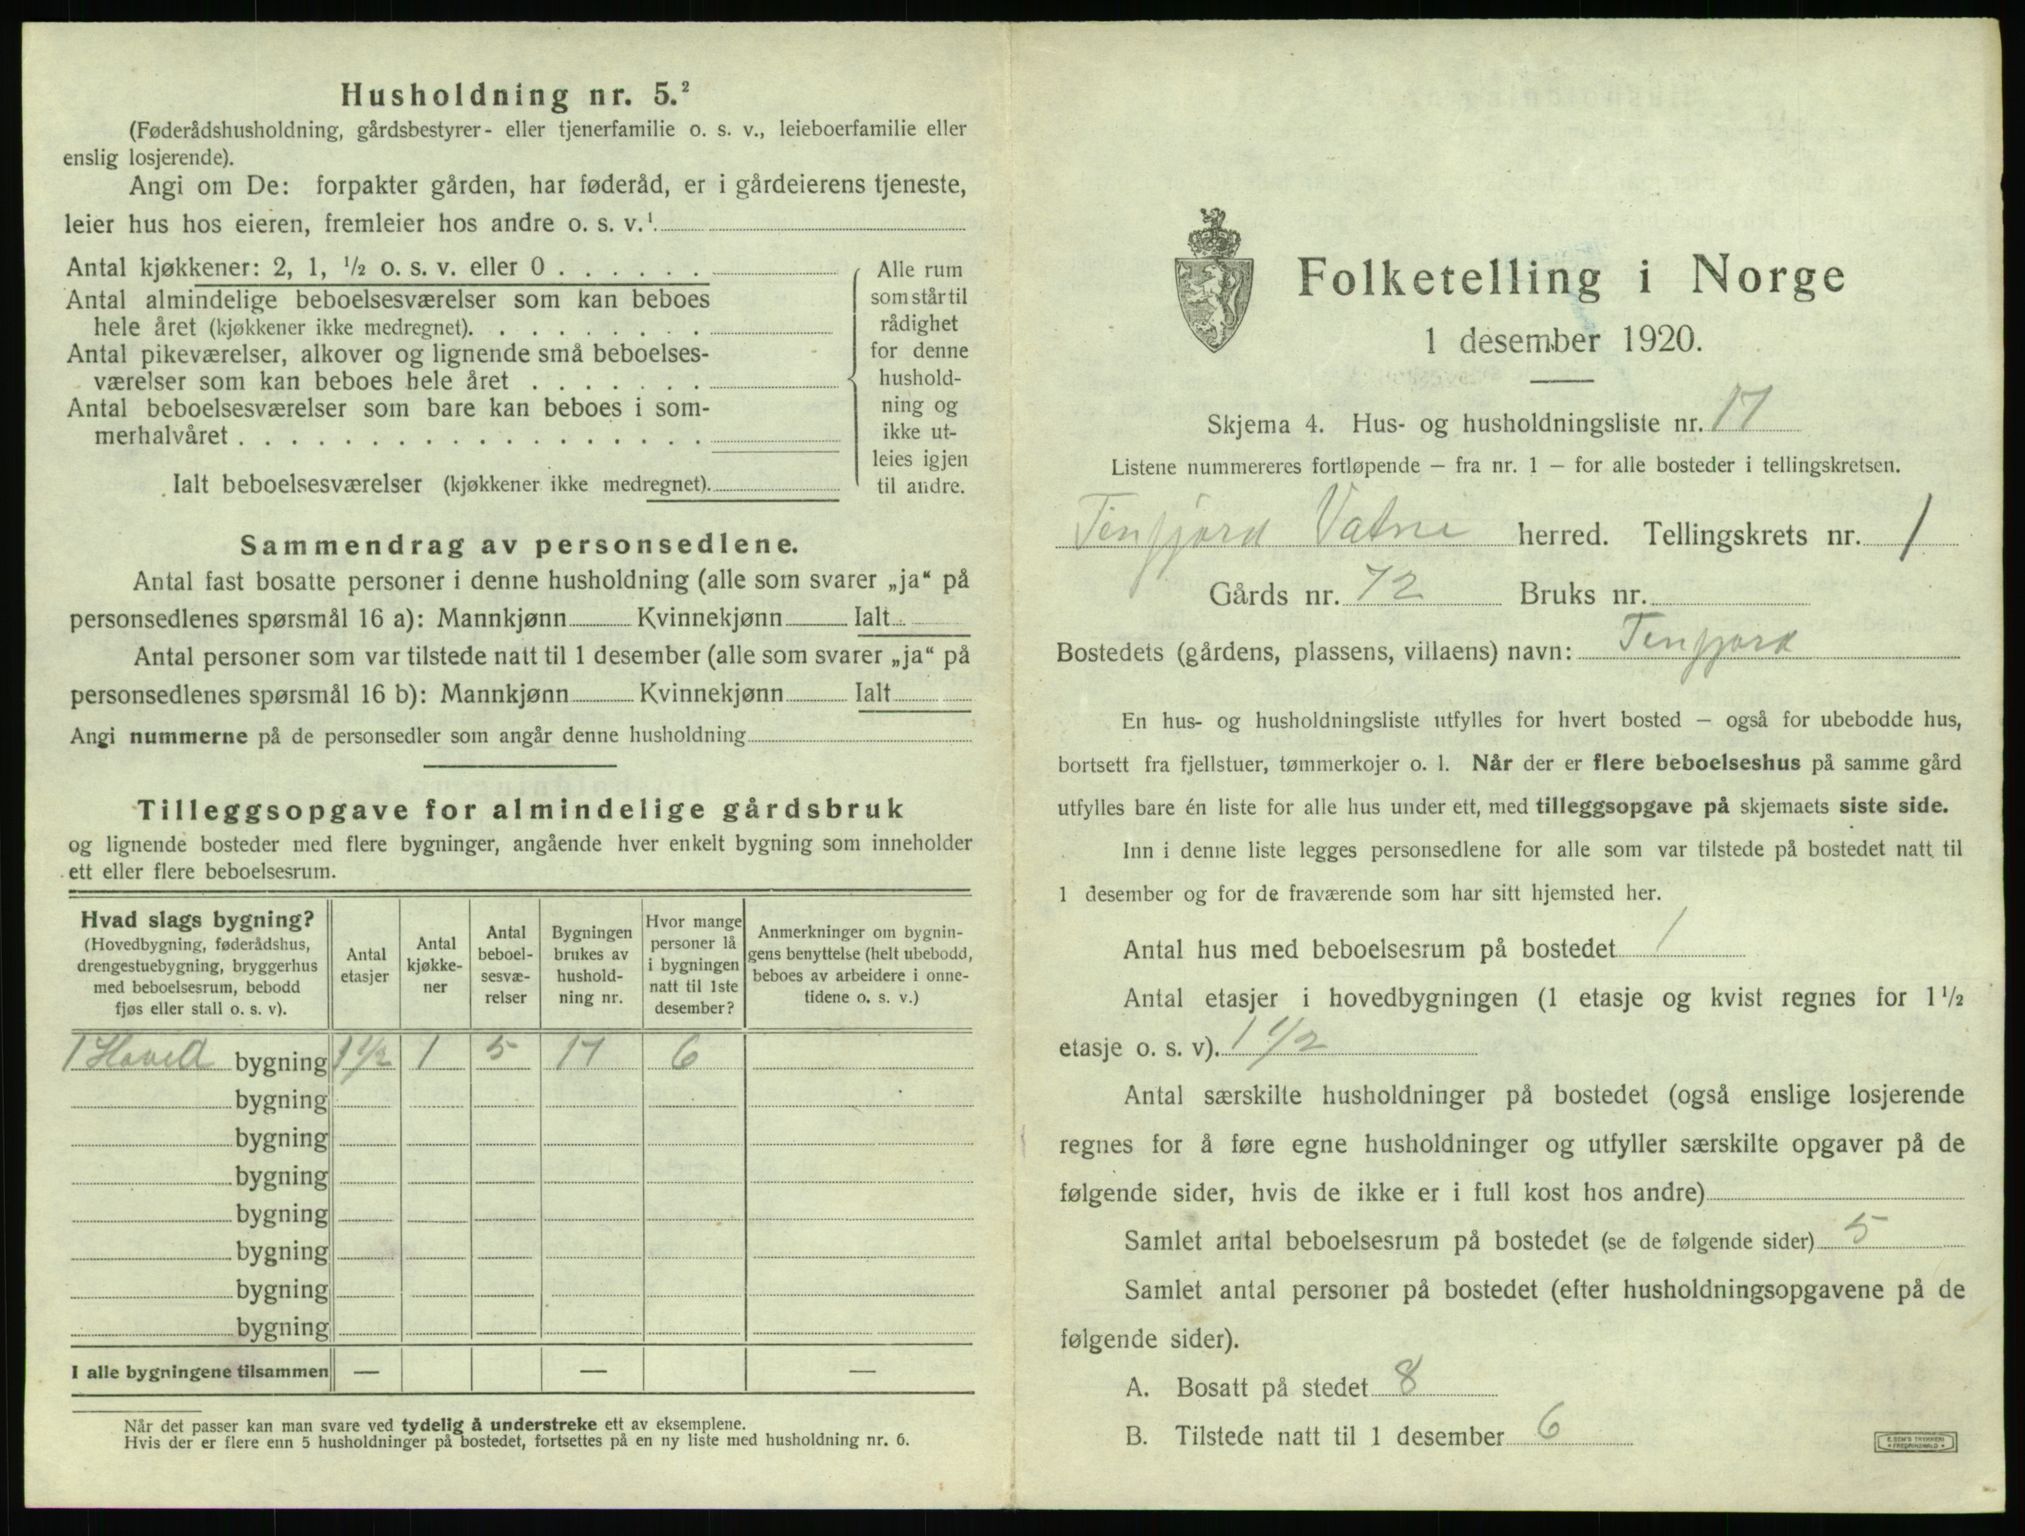 Husholdning nr. 5.²
(Føderådshusholdning, gårdsbestyrer- eller tjenerfamilie o. s. v., leieboerfamilie eller
enslig losjerende).
Angi om De: forpakter gården, har føderåd, er i gårdeierens tjeneste,
leier hus hos eieren, fremleier hos andre o. s. v.¹
Antal kjøkkener: 2, 1, ½ o. s. v. eller 0 . . . . . .
Antal almindelige beboelsesværelser som kan beboes
hele året (kjøkkener ikke medregnet). . . . . . . . .
Antal pikeværelser, alkover og lignende små beboelses-
værelser som kan beboes hele året . . . . . . .
Antal beboelsesværelser som bare kan beboes i som-
merhalvåret . . . . . . . . . . . . . . . . . .
Ialt beboelsesværelser (kjøkkener ikke medregnet).
Alle rum
som står til
rådighet
for denne
hushold-
ning og
ikke ut-
leies igjen
til andre.
Sammendrag av personsedlene.
Antal fast bosatte personer i denne husholdning (alle som svarer „ja“ på
personsedlenes spørsmål 16 a): Mannkjønn Kvinnekjønn Ialt
Antal personer som var tilstede natt til 1 desember (alle som svarer „ja“ på
personsedlenes spørsmål 16 b): Mannkjønn Kvinnekjønn Ialt
Angi nummerne på de personsedler som angår denne husholdning
Tilleggsopgave for almindelige gårdsbruk
og lignende bosteder med flere bygninger, angående hver enkelt bygning som inneholder
ett eller flere beboelsesrum.
Hvad slags bygning?
(Hovedbygning, føderådshus,
drengestuebygning, bryggerhus
med beboelsesrum, bebodd
fjøs eller stall o. s. v).
Antal
etasjer
Antal
kjøkke-
ner
Antal
beboel-
sesvæ-
relser
Bygningen
brukes av
hushold-
ning nr.
Hvor mange
personer lå
i bygningen
natt til 1ste
desember?
Anmerkninger om bygnin-
gens benyttelse (helt ubebodd,
beboes av arbeidere i onne-
tidene o. s. v.)
1 Hoved bygning 1 ½ 1 5 17 6
bygning
bygning
bygning
bygning
bygning
bygning
bygning
I alle bygningene tilsammen — — —
Når det passer kan man svare ved tydelig å understreke ett av eksemplene.
Hvis der er flere enn 5 husholdninger på bostedet, fortsettes på en ny liste med husholdning nr. 6.
Folketelling i Norge
1 desember 1920.
Skjema 4. Hus- og husholdningsliste nr. 17
Listene nummereres fortløpende – fra nr. 1 – for alle bosteder i tellingskretsen.
Tenfjord Vatne herred. Tellingskrets nr. 1
Gårds nr. 72 Bruks nr.
Bostedets (gårdens, plassens, villaens) navn: Tenfjord
En hus- og husholdningsliste utfylles for hvert bosted – også for ubebodde hus,
bortsett fra fjellstuer, tømmerkojer o. l. Når der er flere beboelseshus på samme gård
utfylles bare én liste for alle hus under ett, med tilleggsopgave på skjemaets siste side.
Inn i denne liste legges personsedlene for alle som var tilstede på bostedet natt til
1 desember og for de fraværende som har sitt hjemsted her.
Antal hus med beboelsesrum på bostedet 1
Antal etasjer i hovedbygningen (1 etasje og kvist regnes for 1 ½
etasje o. s. v). 1 ½
Antal særskilte husholdninger på bostedet (også enslige losjerende
regnes for å føre egne husholdninger og utfyller særskilte opgaver på de
følgende sider, hvis de ikke er i full kost hos andre)
Samlet antal beboelsesrum på bostedet (se de følgende sider) 5
Samlet antal personer på bostedet (efter husholdningsopgavene på de
følgende sider).
A. Bosatt på stedet 8
B. Tilstede natt til 1 desember 6
E. SEM'S TRYKKERI
FREDRIKSHALD